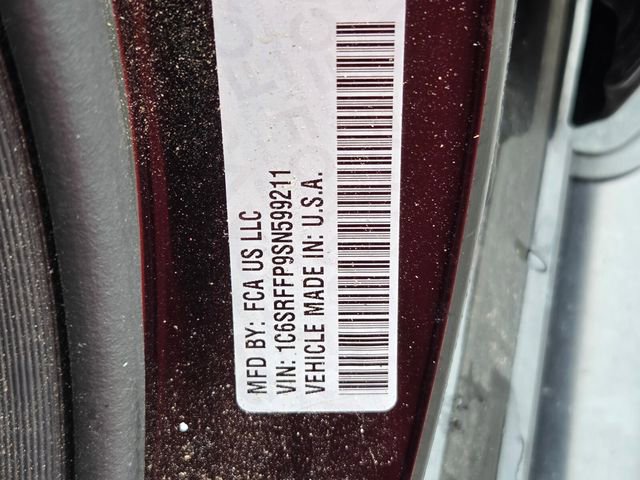 MFD BY: FCA US LLC
VIN: 1C6SRFFP9SN599211
VEHICLE MADE IN: U.S.A.